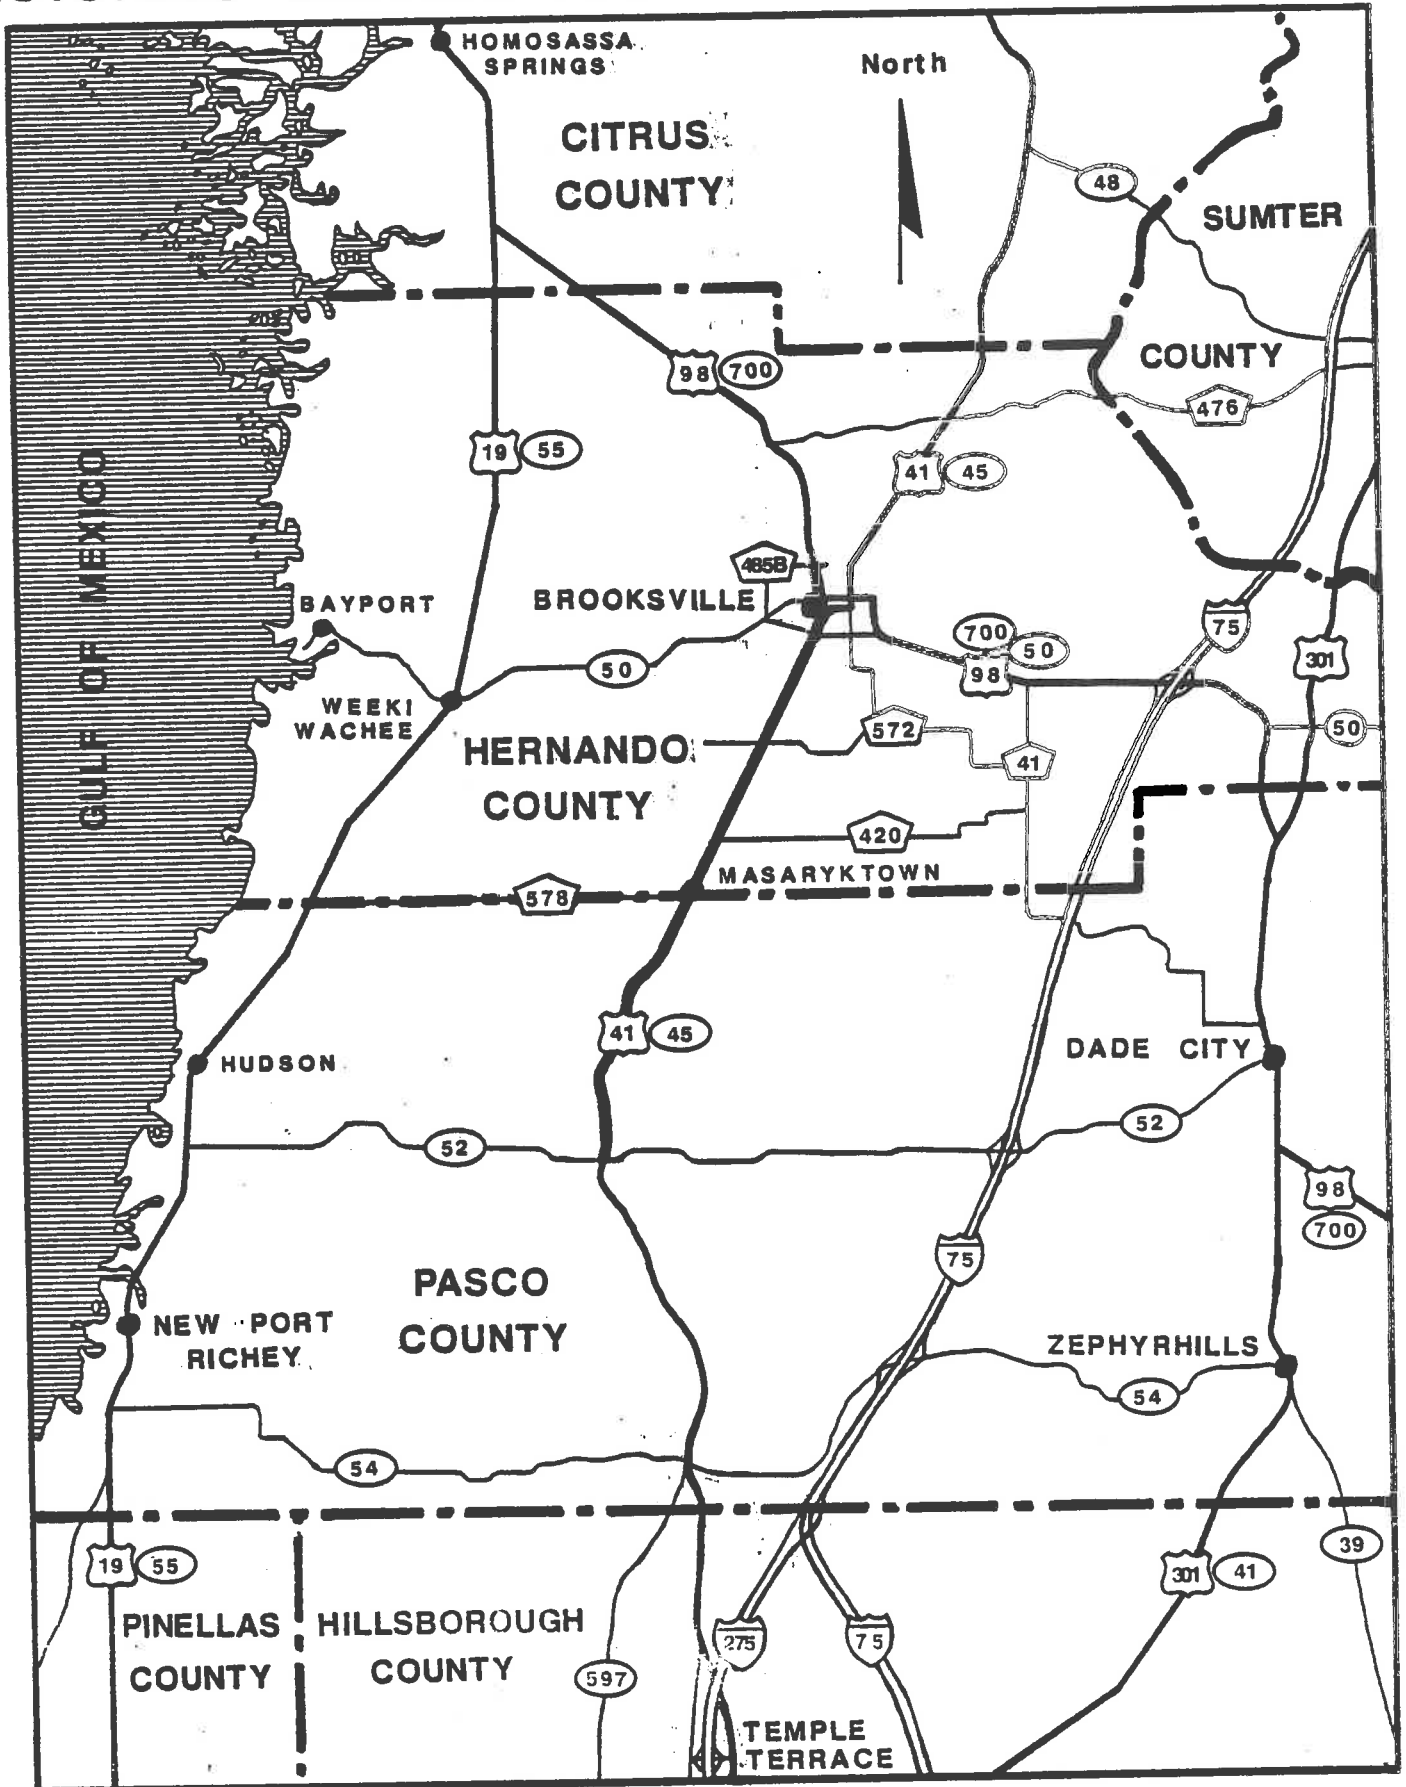 HOMOSASSA
SPRINGS
North
CITRUS
COUNTY
48
SUMTER
COUNTY
98
700
476
19
55
41
45
GULF OF MEXICO
485B
BAYPORT
BROOKSVILLE
75
700
50
98
301
50
WEEKI
WACHEE
572
50
HERNANDO
COUNTY
41
420
MASARYKTOWN
578
41
45
DADE CITY
HUDSON
52
52
98
700
75
PASCO
COUNTY
NEW PORT
RICHEY
ZEPHYRHILLS
54
54
39
19
55
301
41
PINELLAS
COUNTY
HILLSBOROUGH
COUNTY
275
75
597
TEMPLE
TERRACE